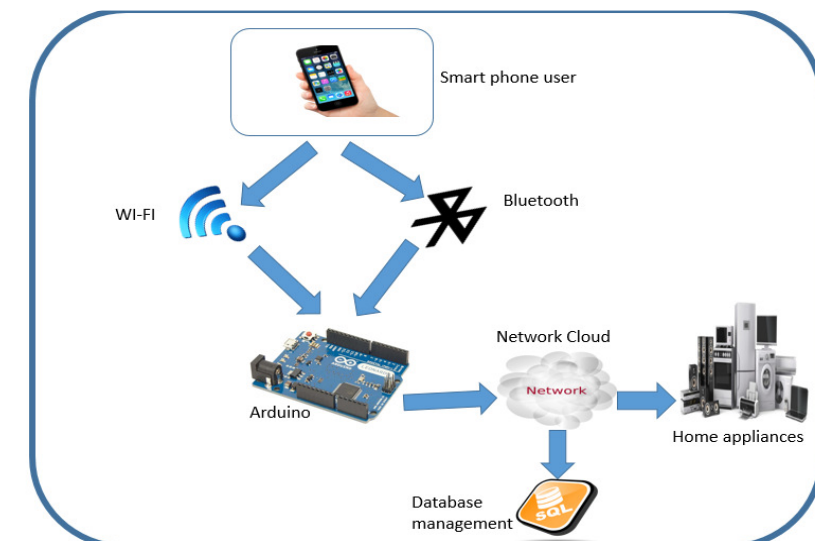 Smart phone user
WI-FI
Bluetooth
Arduino
Network Cloud
Network
Home appliances
Database
management
SQL